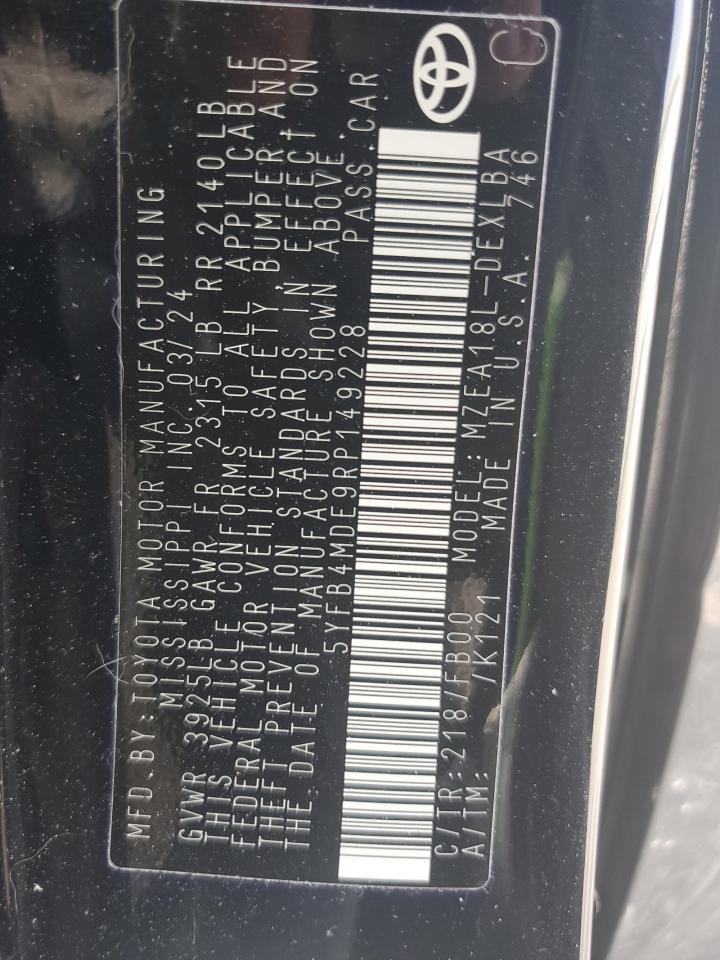 MFD.BY:TOYOTA MOTOR MANUFACTURING
MISSISSIPPI INC. 03/24
GVWR 3925LB GAWR FR 2315 LB RR 2140 LB
THIS VEHICLE CONFORMS TO ALL APPLICABLE
FEDERAL MOTOR VEHICLE SAFETY BUMPER AND
THEFT PREVENTION STANDARDS IN EFFECT ON
THE DATE OF MANUFACTURE SHOWN ABOVE.
5YFB4MDE9RP149228 PASS.CAR
C/TR:218/FB00 MODEL:MZEA18L-DEXLBA
A/TM: /K121 MADE IN U.S.A. 746
C